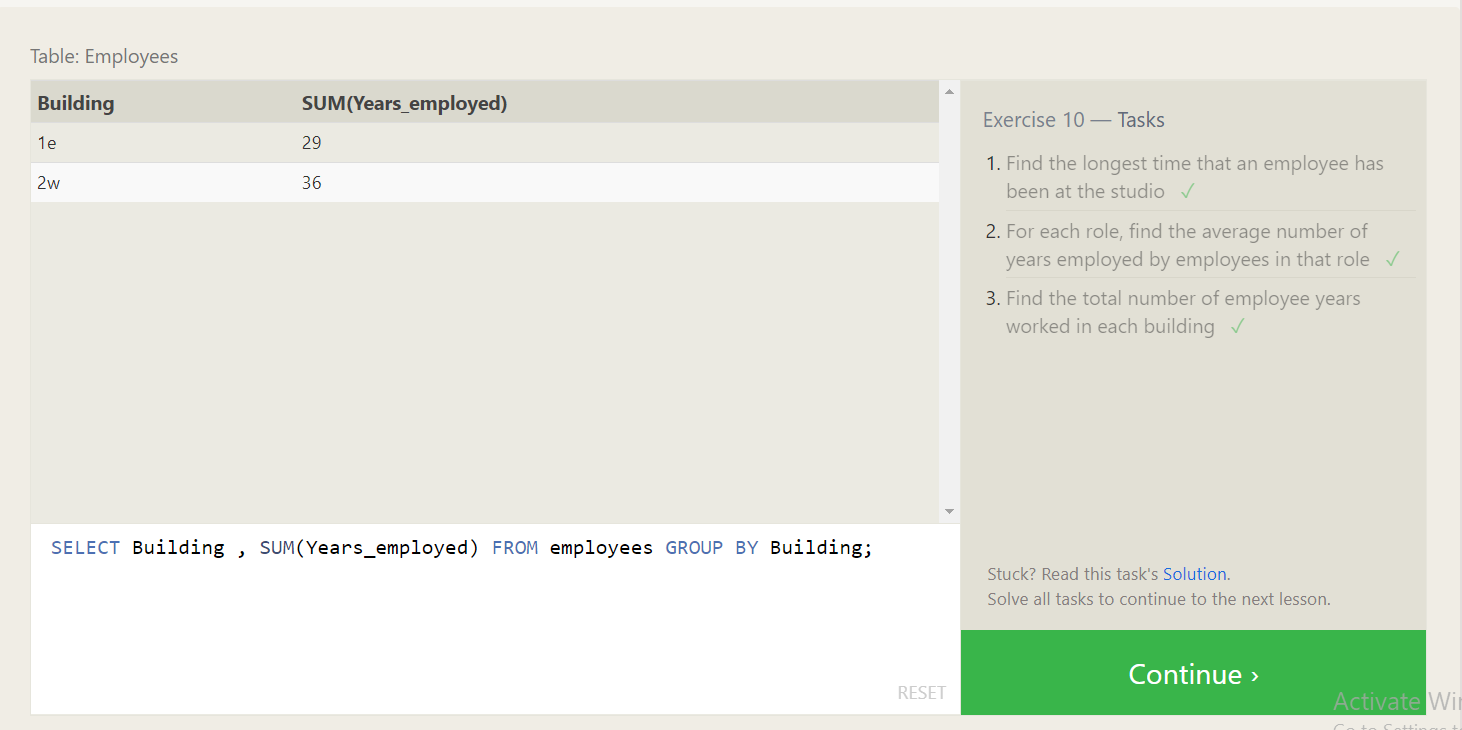 Table: Employees
Building SUM(Years_employed)
1e 29
2w 36
SELECT Building , SUM(Years_employed) FROM employees GROUP BY Building;
RESET
Exercise 10 — Tasks
1. Find the longest time that an employee has
been at the studio ✓
2. For each role, find the average number of
years employed by employees in that role ✓
3. Find the total number of employee years
worked in each building ✓
Stuck? Read this task's Solution.
Solve all tasks to continue to the next lesson.
Continue ›
Activate Win
Go to Settings t